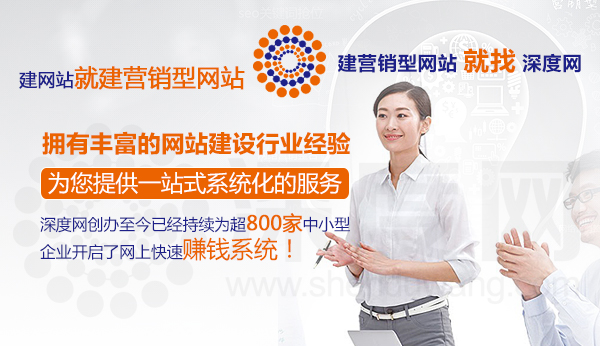 建网站就建营销型网站
建营销型网站 就找 深度网
拥有丰富的网站建设行业经验
为您提供一站式系统化的服务
深度网创办至今已经持续为超800家中小型
企业开启了网上快速赚钱系统！